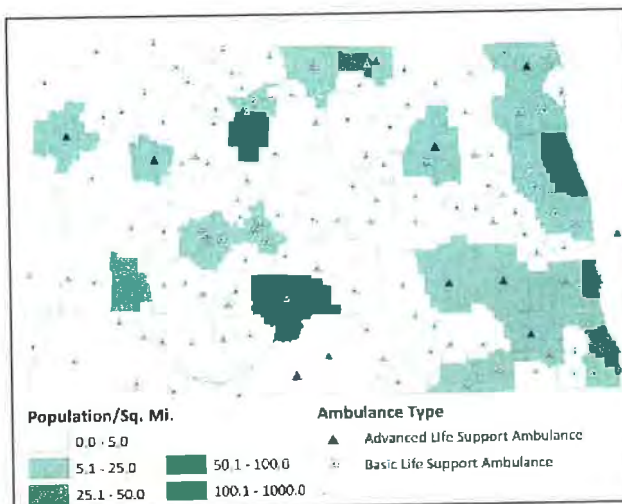 Population/Sq. Mi.
0.0 - 5.0
5.1 - 25.0
25.1 - 50.0
50.1 - 100.0
100.1 - 1000.0
Ambulance Type
Advanced Life Support Ambulance
Basic Life Support Ambulance